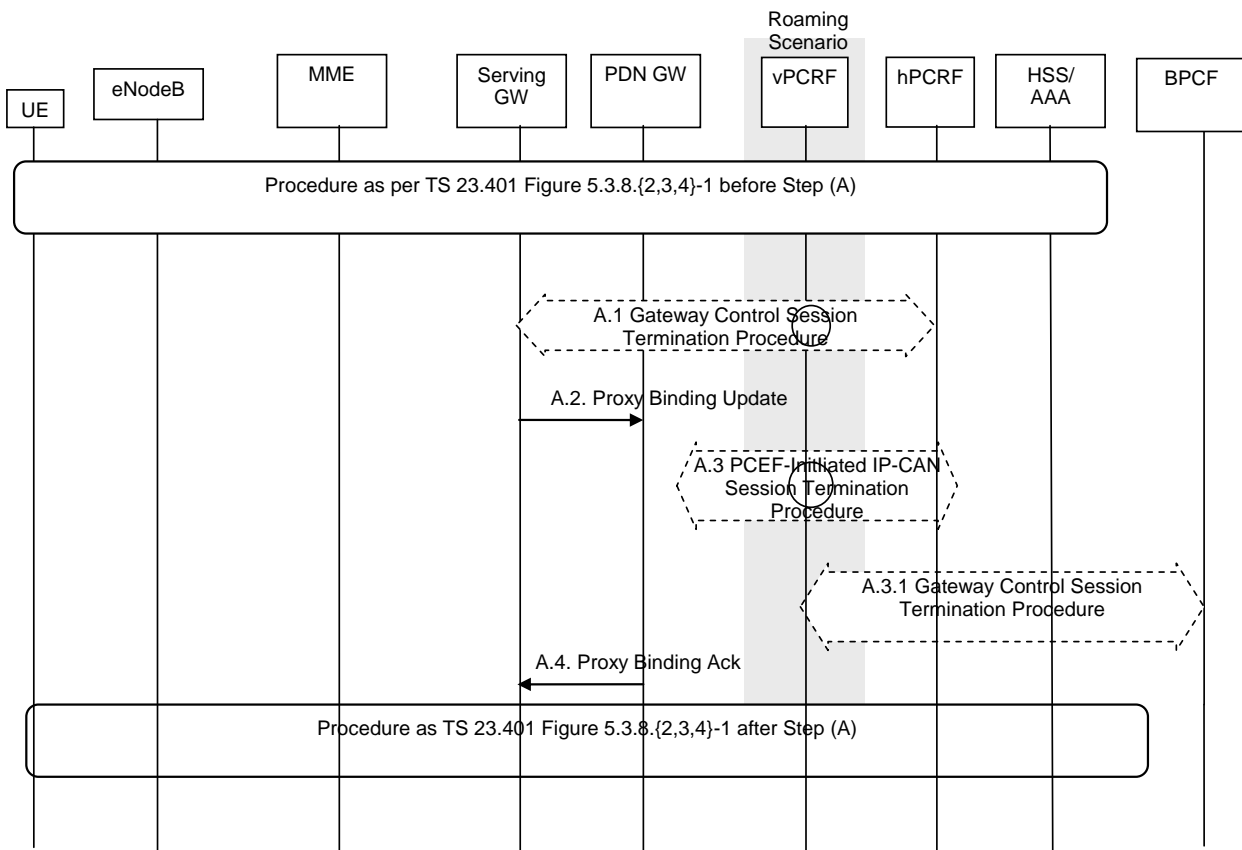 Roaming
Scenario
UE
eNodeB
MME
Serving
GW
PDN GW
vPCRF
hPCRF
HSS/
AAA
BPCF
Procedure as per TS 23.401 Figure 5.3.8.{2,3,4}-1 before Step (A)
A.1 Gateway Control Session
Termination Procedure
A.2. Proxy Binding Update
A.3 PCEF-Initiated IP-CAN
Session Termination
Procedure
A.3.1 Gateway Control Session
Termination Procedure
A.4. Proxy Binding Ack
Procedure as TS 23.401 Figure 5.3.8.{2,3,4}-1 after Step (A)